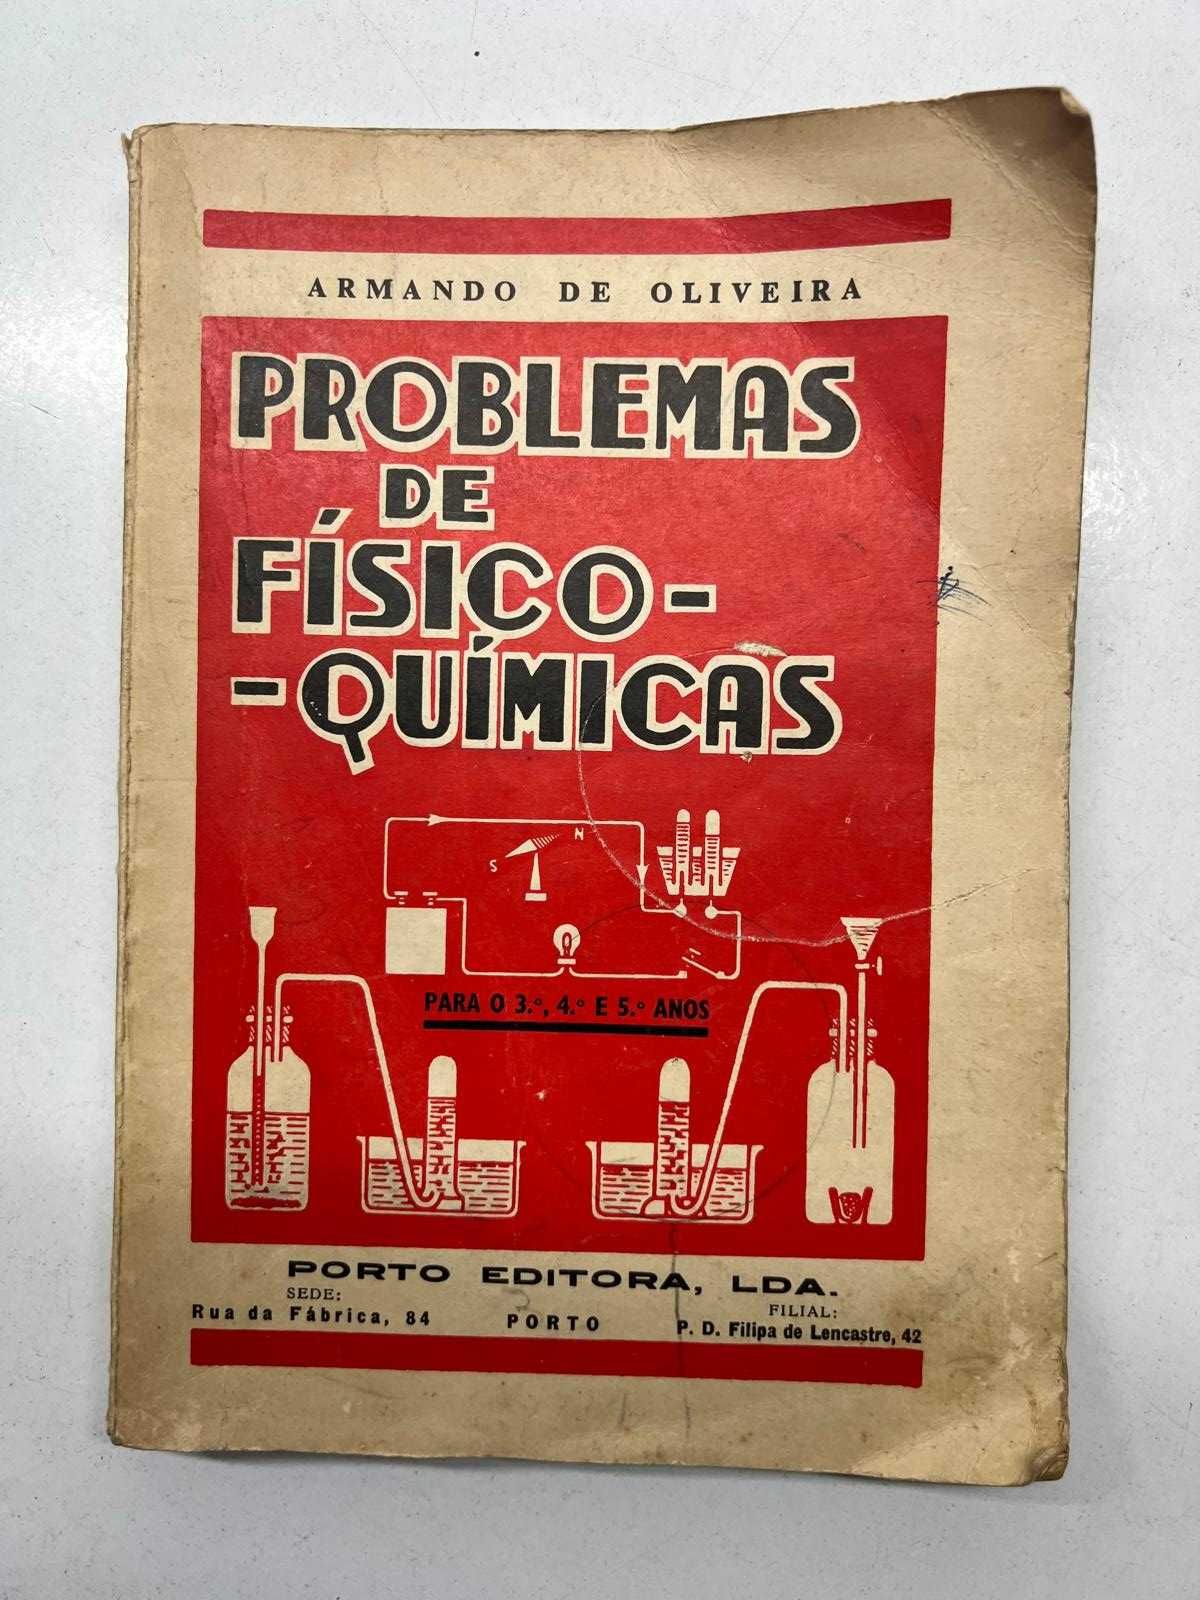 ARMANDO DE OLIVEIRA
PROBLEMAS
DE
FÍSICO-
-QUÍMICAS
N
S
PARA O 3.º, 4.º E 5.º ANOS
PORTO EDITORA, LDA.
SEDE:
FILIAL:
Rua da Fábrica, 84 PORTO P. D. Filipa de Lencastre, 42